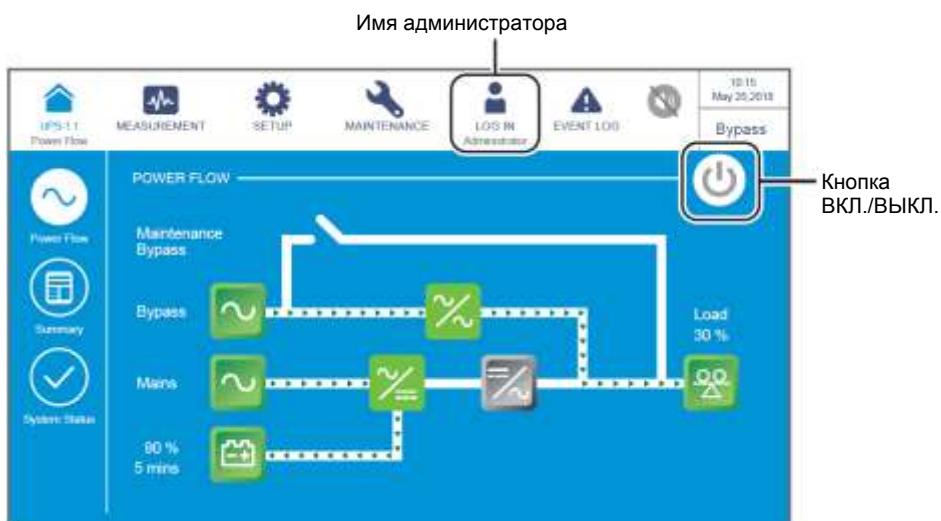 Имя администратора
10:15
May 20,2018
UPS-1 1
Power Flow
MEASUREMENT
SETUP
MAINTENANCE
LOG IN
Administrator
EVENT LOG
Bypass
POWER FLOW
Кнопка
ВКЛ./ВЫКЛ.
Power Flow
Maintenance
Bypass
Summary
Bypass
Load
30 %
Mains
System Status
90 %
5 mins